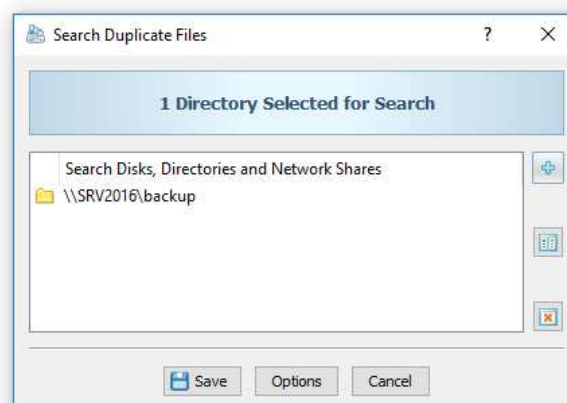 Search Duplicate Files
1 Directory Selected for Search
Search Disks, Directories and Network Shares
\\SRV2016\backup
Save Options Cancel